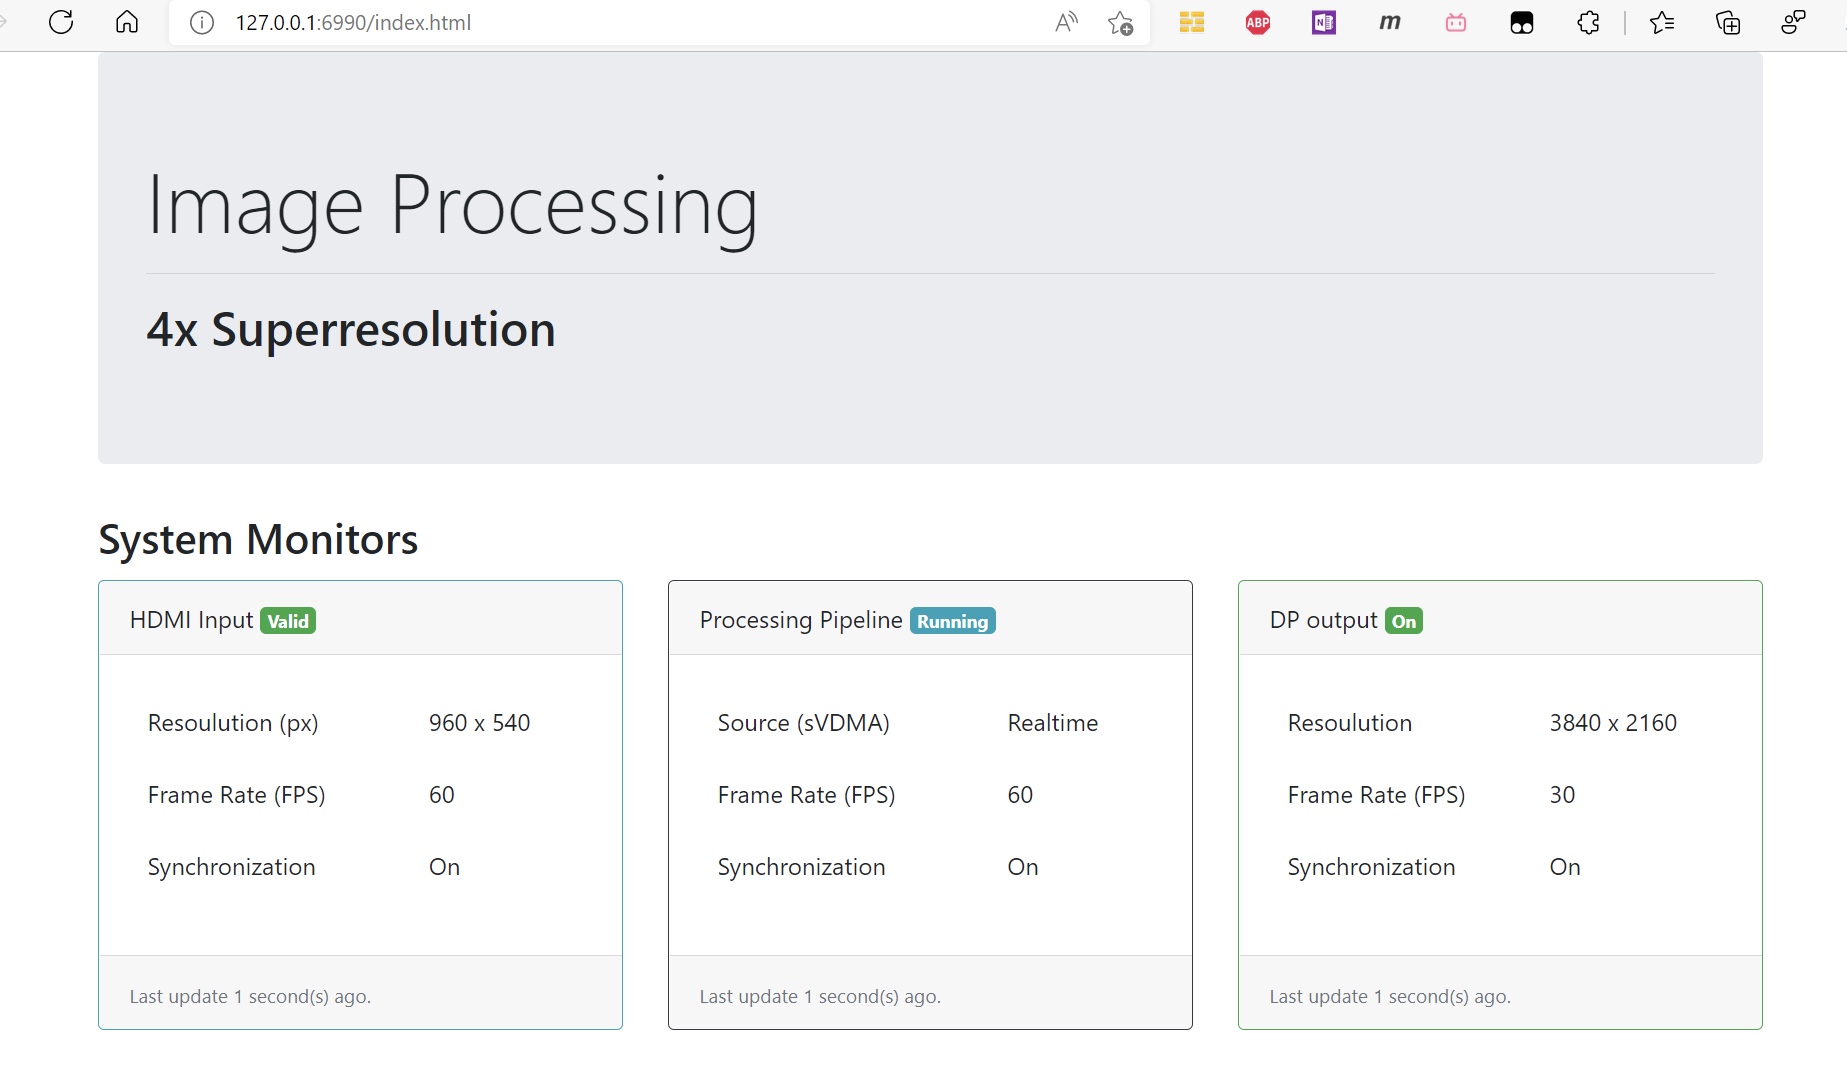 127.0.0.1:6990/index.html
ABP
N
m
Image Processing
4x Superresolution
System Monitors
HDMI Input Valid
Resoulution (px) 960 x 540
Frame Rate (FPS) 60
Synchronization On
Last update 1 second(s) ago.
Processing Pipeline Running
Source (sVDMA) Realtime
Frame Rate (FPS) 60
Synchronization On
Last update 1 second(s) ago.
DP output On
Resoulution 3840 x 2160
Frame Rate (FPS) 30
Synchronization On
Last update 1 second(s) ago.